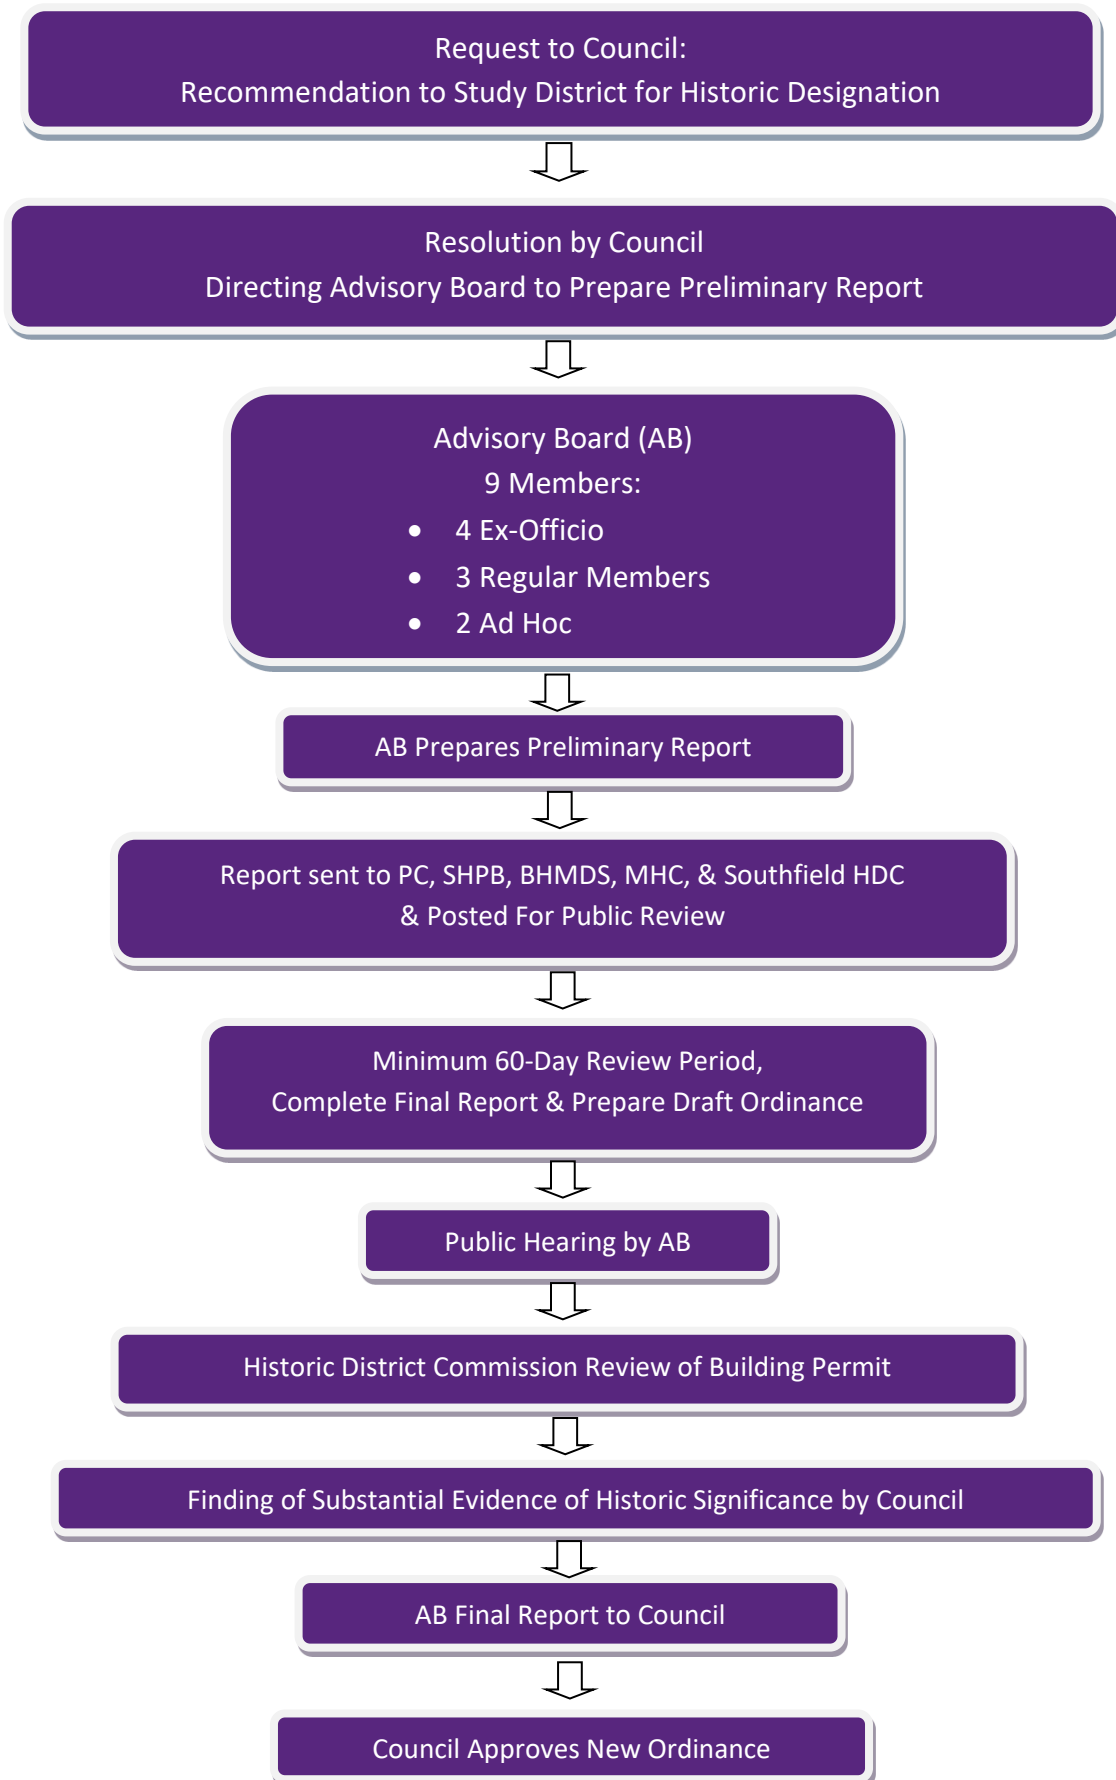 Request to Council:
Recommendation to Study District for Historic Designation
Resolution by Council
Directing Advisory Board to Prepare Preliminary Report
Advisory Board (AB)
9 Members:
• 4 Ex-Officio
• 3 Regular Members
• 2 Ad Hoc
AB Prepares Preliminary Report
Report sent to PC, SHPB, BHMDS, MHC, & Southfield HDC
& Posted For Public Review
Minimum 60-Day Review Period,
Complete Final Report & Prepare Draft Ordinance
Public Hearing by AB
Historic District Commission Review of Building Permit
Finding of Substantial Evidence of Historic Significance by Council
AB Final Report to Council
Council Approves New Ordinance